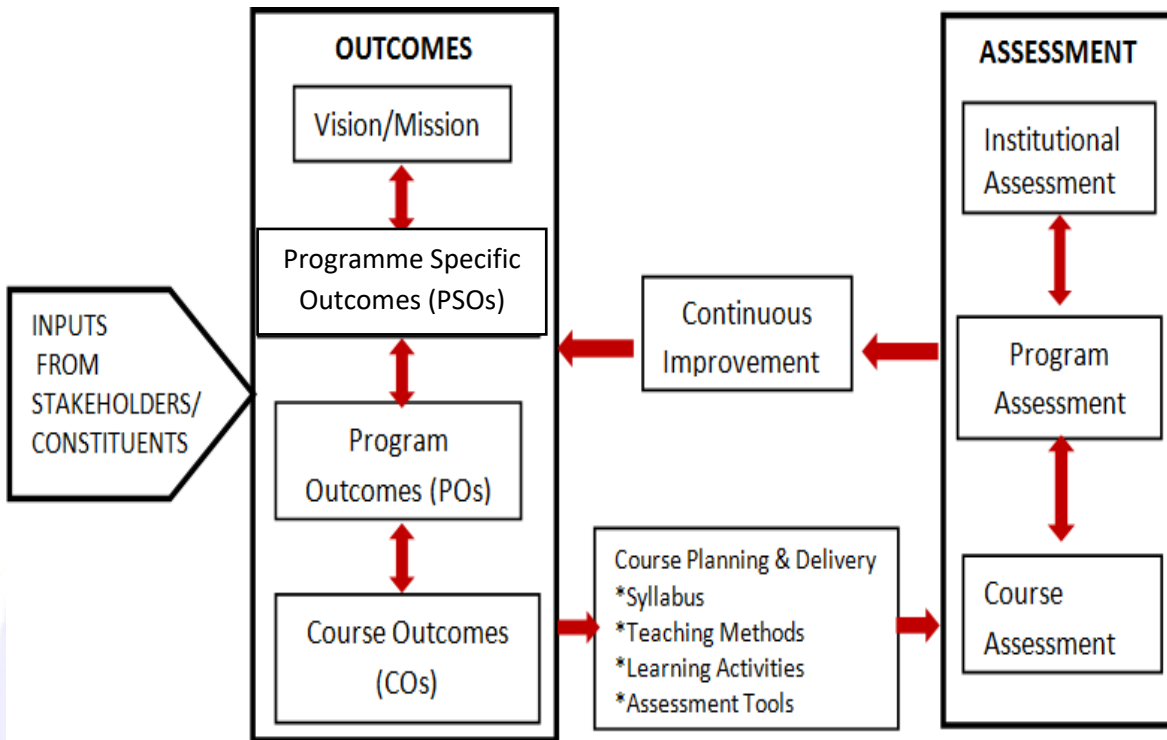 INPUTS
FROM
STAKEHOLDERS/
CONSTITUENTS
OUTCOMES
Vision/Mission
Programme Specific
Outcomes (PSOs)
Program
Outcomes (POs)
Course Outcomes
(COs)
Continuous
Improvement
Course Planning & Delivery
*Syllabus
*Teaching Methods
*Learning Activities
*Assessment Tools
ASSESSMENT
Institutional
Assessment
Program
Assessment
Course
Assessment